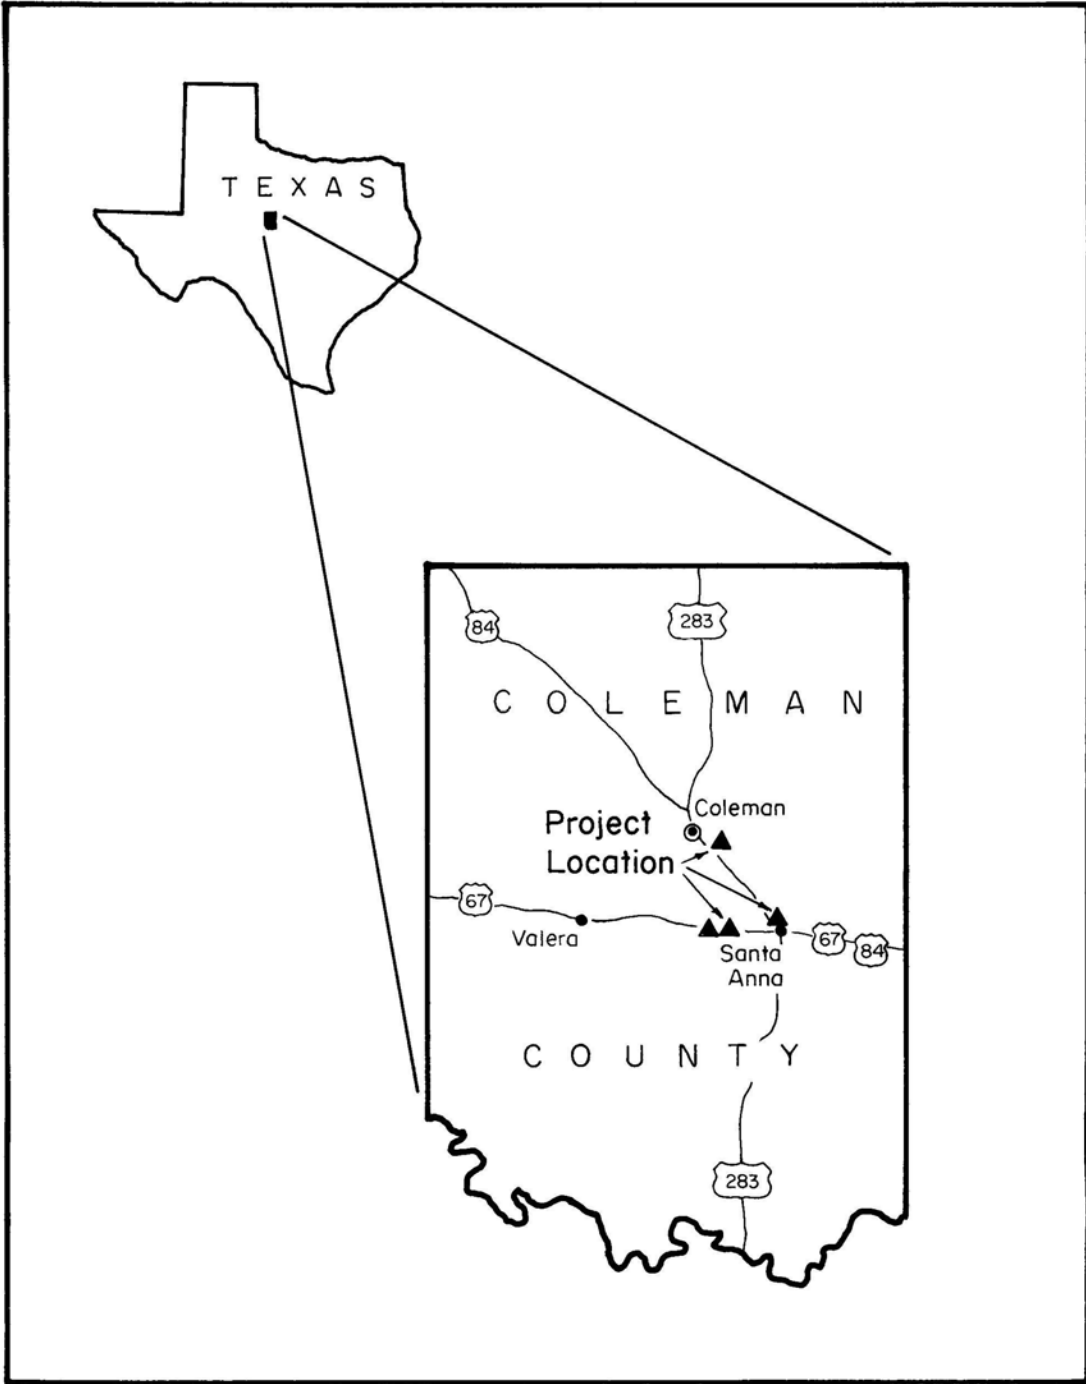 TEXAS
84
283
COLEMAN
Coleman
Project
Location
67
Valera
Santa
Anna
67
84
COUNTY
283